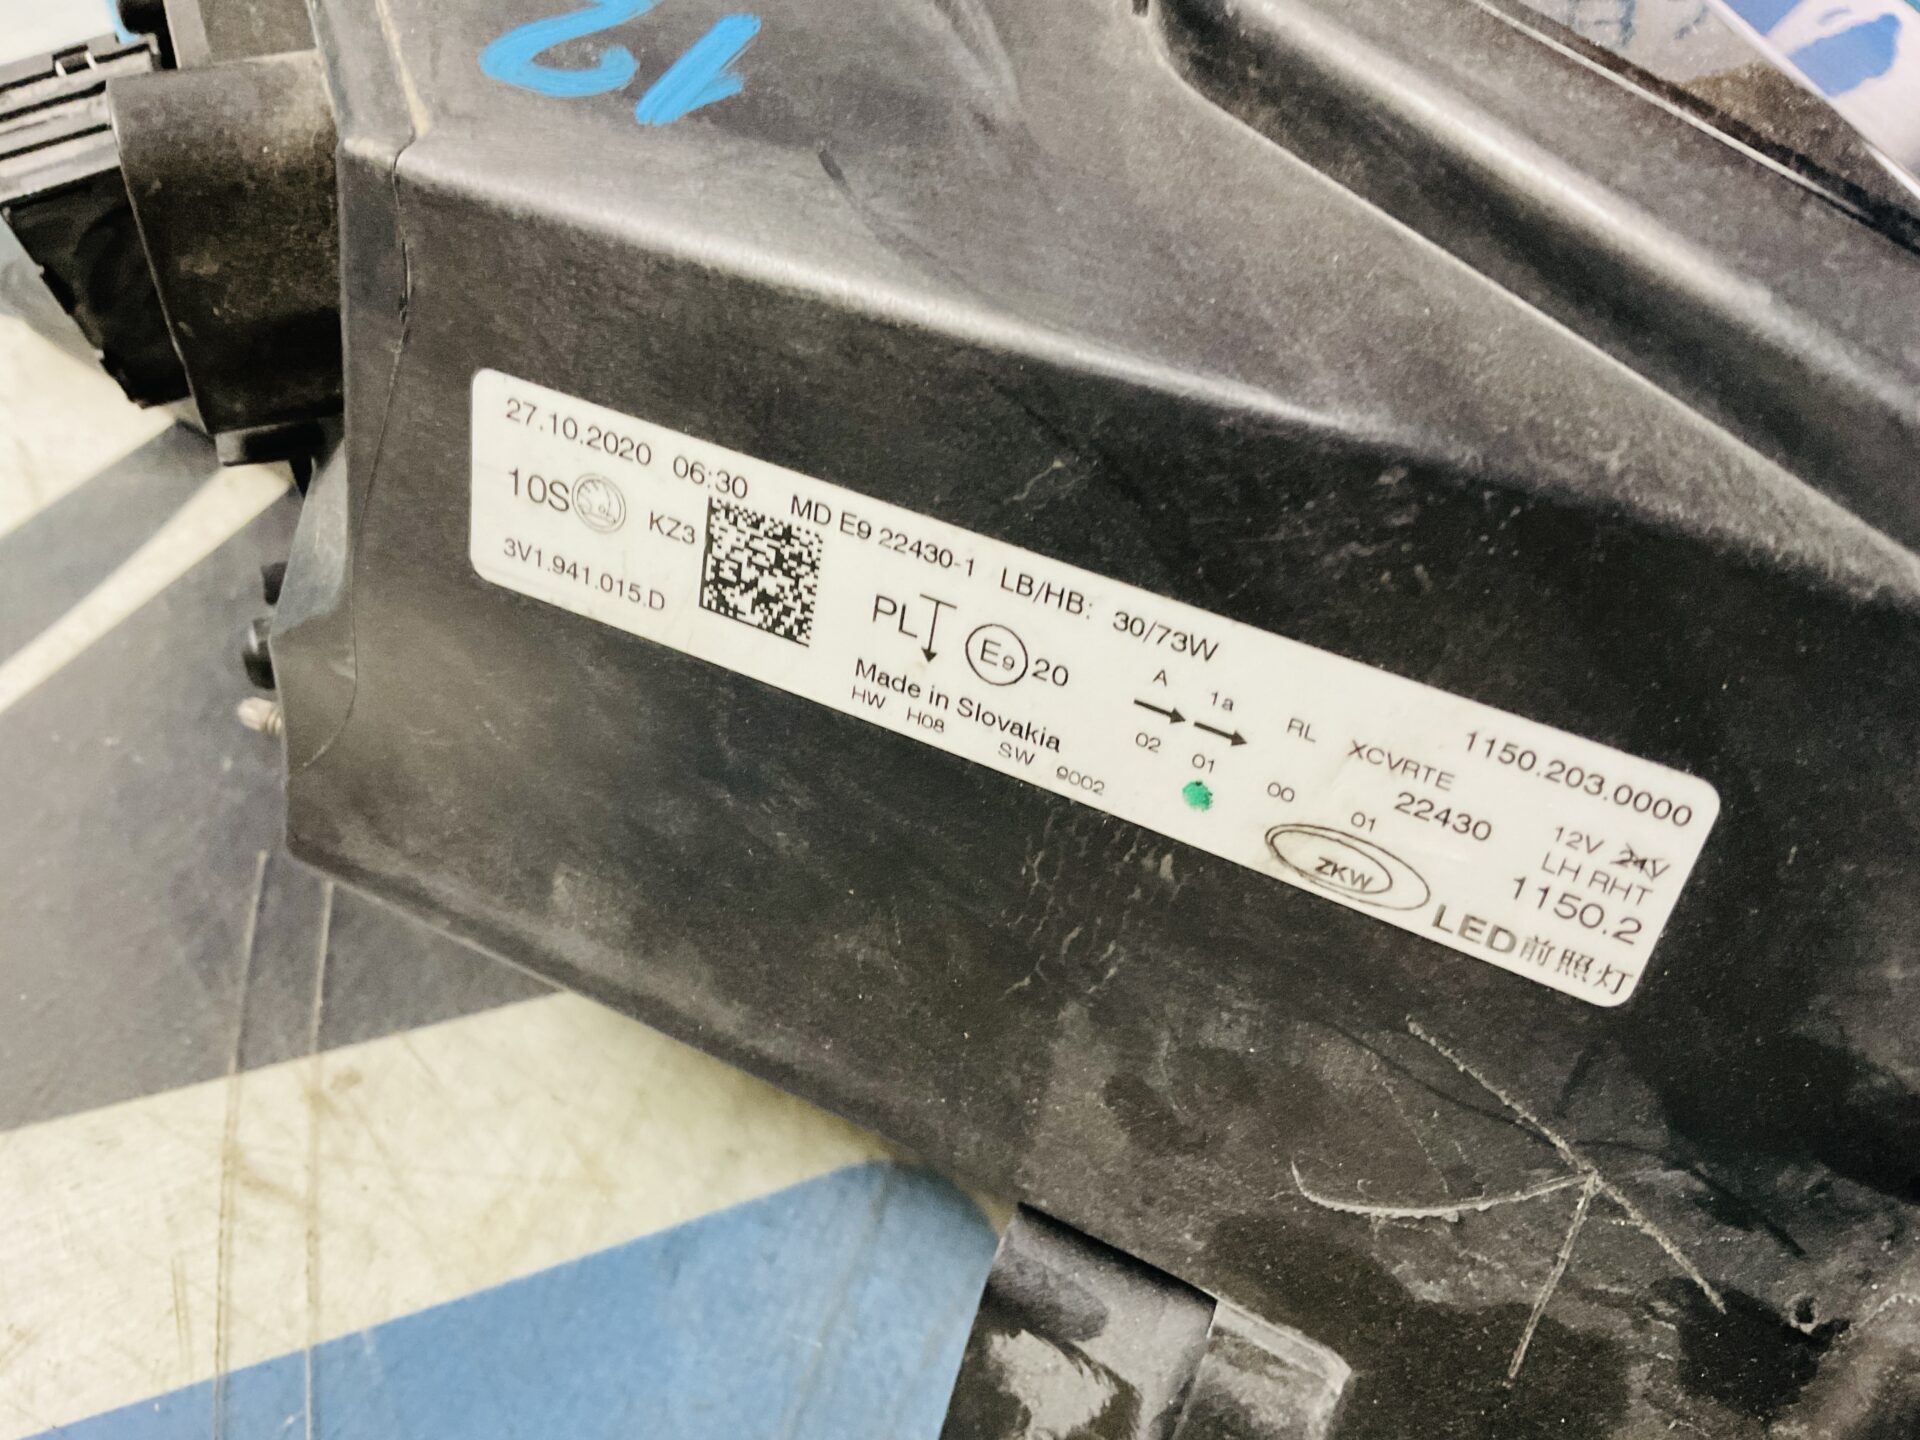 12
27.10.2020 06:30 MD E9 22430-1 LB/HB: 30/73W 1150.203.0000
10S KZ3 PL E9 20 A 1a RL XCVRTE 12V 24V
3V1.941.015.D Made in Slovakia 02 01 00 01 22430 LH RHT
HW H08 SW 9002 ZKW 1150.2
LED前照灯